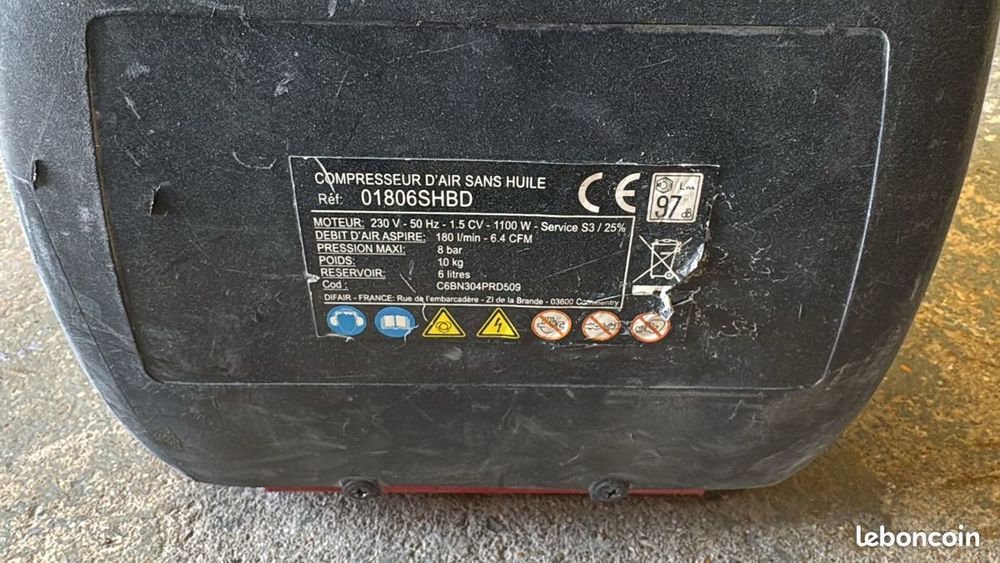 COMPRESSEUR D'AIR SANS HUILE
Réf: 01806SHBD
CE
LWA
97 dB
MOTEUR: 230 V - 50 Hz - 1.5 CV - 1100 W - Service S3 / 25%
DEBIT D'AIR ASPIRE: 180 l/min - 6.4 CFM
PRESSION MAXI: 8 bar
POIDS: 10 kg
RESERVOIR: 6 litres
Cod : C6BN304PRD509
DIFAIR - FRANCE: Rue de l'embarcadère - ZI de la Brande - 03600 Commentry
leboncoin